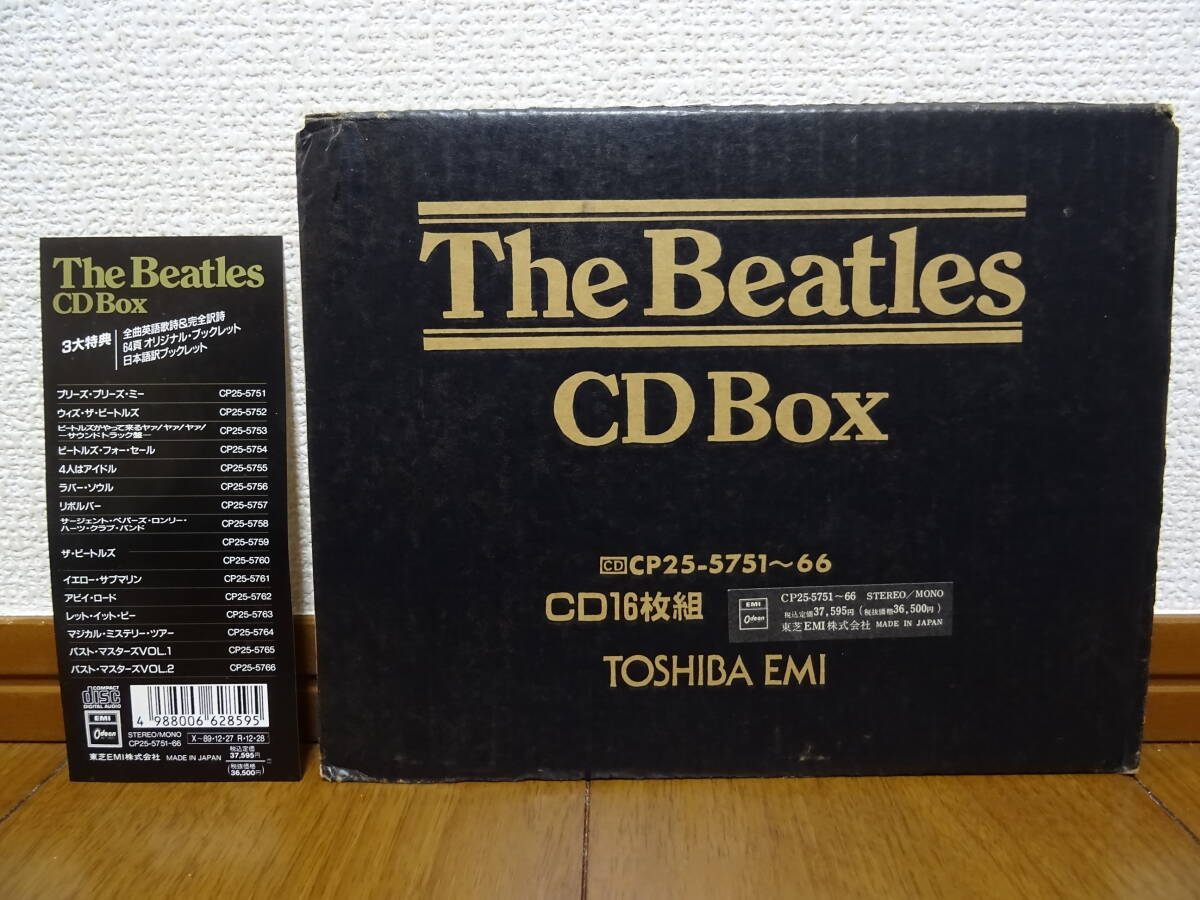 The Beatles
CD Box
3大特典
全曲英語歌詩&完全訳詩
64頁 オリジナル・ブックレット
日本語訳ブックレット
プリーズ・プリーズ・ミー CP25-5751
ウィズ・ザ・ビートルズ CP25-5752
ビートルズがやって来るヤァ!ヤァ!ヤァ! CP25-5753
—サウンドトラック盤—
ビートルズ・フォー・セール CP25-5754
4人はアイドル CP25-5755
ラバー・ソウル CP25-5756
リボルバー CP25-5757
サージェント・ペパーズ・ロンリー・ CP25-5758
ハーツ・クラブ・バンド
ザ・ビートルズ CP25-5759
CP25-5760
イエロー・サブマリン CP25-5761
アビイ・ロード CP25-5762
レット・イット・ビー CP25-5763
マジカル・ミステリー・ツアー CP25-5764
パスト・マスターズVOL.1 CP25-5765
パスト・マスターズVOL.2 CP25-5766
COMPACT
disc
DIGITAL AUDIO
4 988006 628595
EMI
Odeon
STEREO/MONO
CP25-5751-66
X～89・12・27 R・12・28
税込定価
37,595円
(税抜価格
36,500円)
東芝EMI株式会社 MADE IN JAPAN
The Beatles
CD Box
CD CP25-5751～66
CD16枚組
EMI
Odeon
CP25-5751～66 STEREO/MONO
税込定価37,595円(税抜価格36,500円)
東芝EMI株式会社 MADE IN JAPAN
TOSHIBA EMI